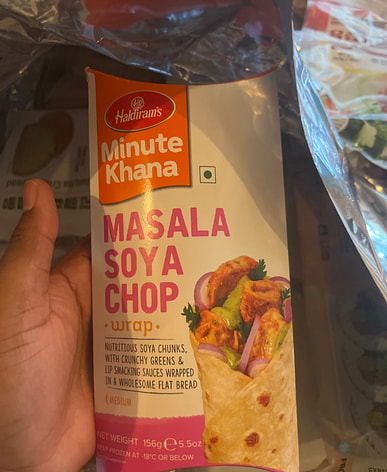 Haldiram's
Minute
Khana
MASALA
SOYA
CHOP
wrap
NUTRITIOUS SOYA CHUNKS,
WITH CRUNCHY GREENS &
LIP SMACKING SAUCES WRAPPED
IN A WHOLESOME FLAT BREAD
MEDIUM
NET WEIGHT 156g e 5.5oz
KEEP FROZEN AT -18°C OR BELOW